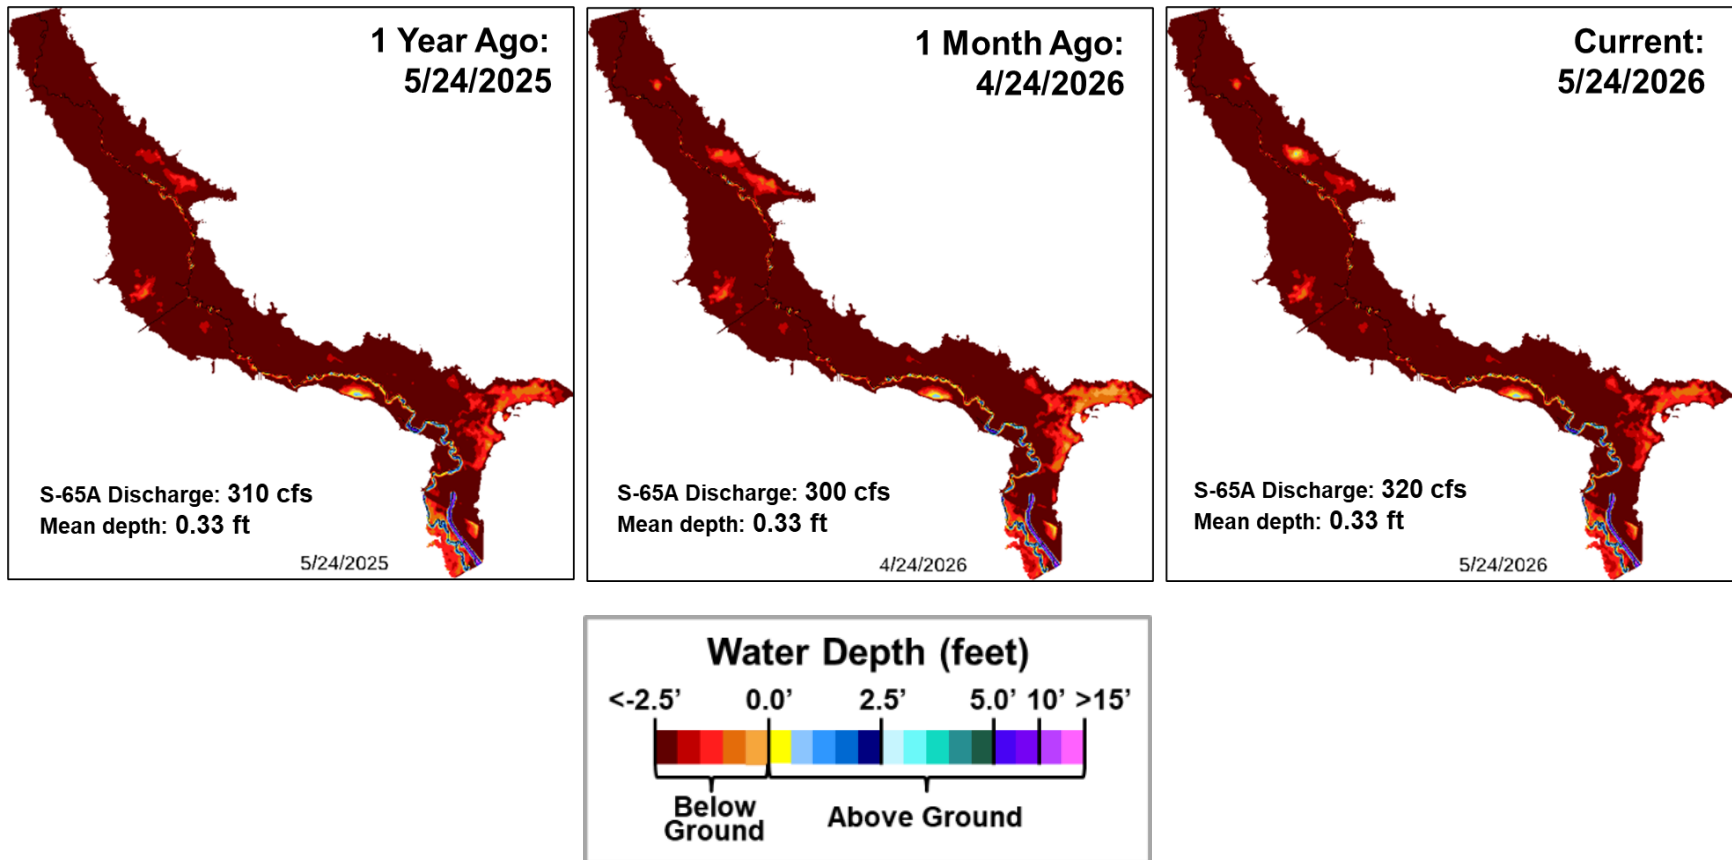 1 Year Ago:
5/24/2025
S-65A Discharge: 310 cfs
Mean depth: 0.33 ft
5/24/2025
1 Month Ago:
4/24/2026
S-65A Discharge: 300 cfs
Mean depth: 0.33 ft
4/24/2026
Current:
5/24/2026
S-65A Discharge: 320 cfs
Mean depth: 0.33 ft
5/24/2026
Water Depth (feet)
<-2.5’ 0.0’ 2.5’ 5.0’ 10’ >15’
Below
Ground
Above Ground